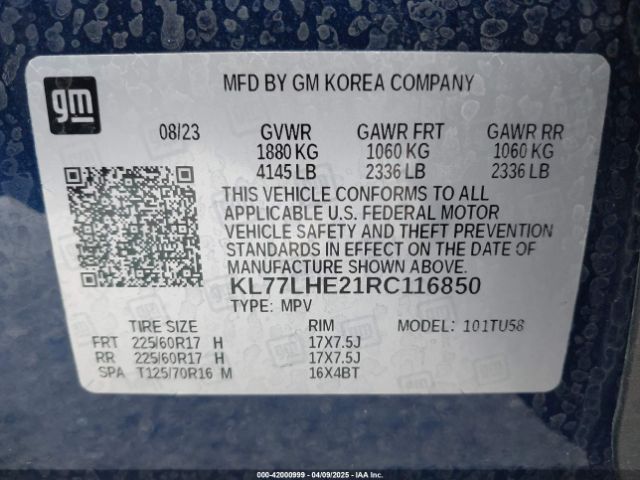 gm
MFD BY GM KOREA COMPANY
08/23 GVWR GAWR FRT GAWR RR
1880 KG 1060 KG 1060 KG
4145 LB 2336 LB 2336 LB
THIS VEHICLE CONFORMS TO ALL
APPLICABLE U.S. FEDERAL MOTOR
VEHICLE SAFETY AND THEFT PREVENTION
STANDARDS IN EFFECT ON THE DATE OF
MANUFACTURE SHOWN ABOVE.
KL77LHE21RC116850
TYPE: MPV
TIRE SIZE RIM MODEL: 101TU58
FRT 225/60R17 H 17X7.5J
RR 225/60R17 H 17X7.5J
SPA T125/70R16 M 16X4BT
000-42000999 04/09/2025 - IAA Inc.